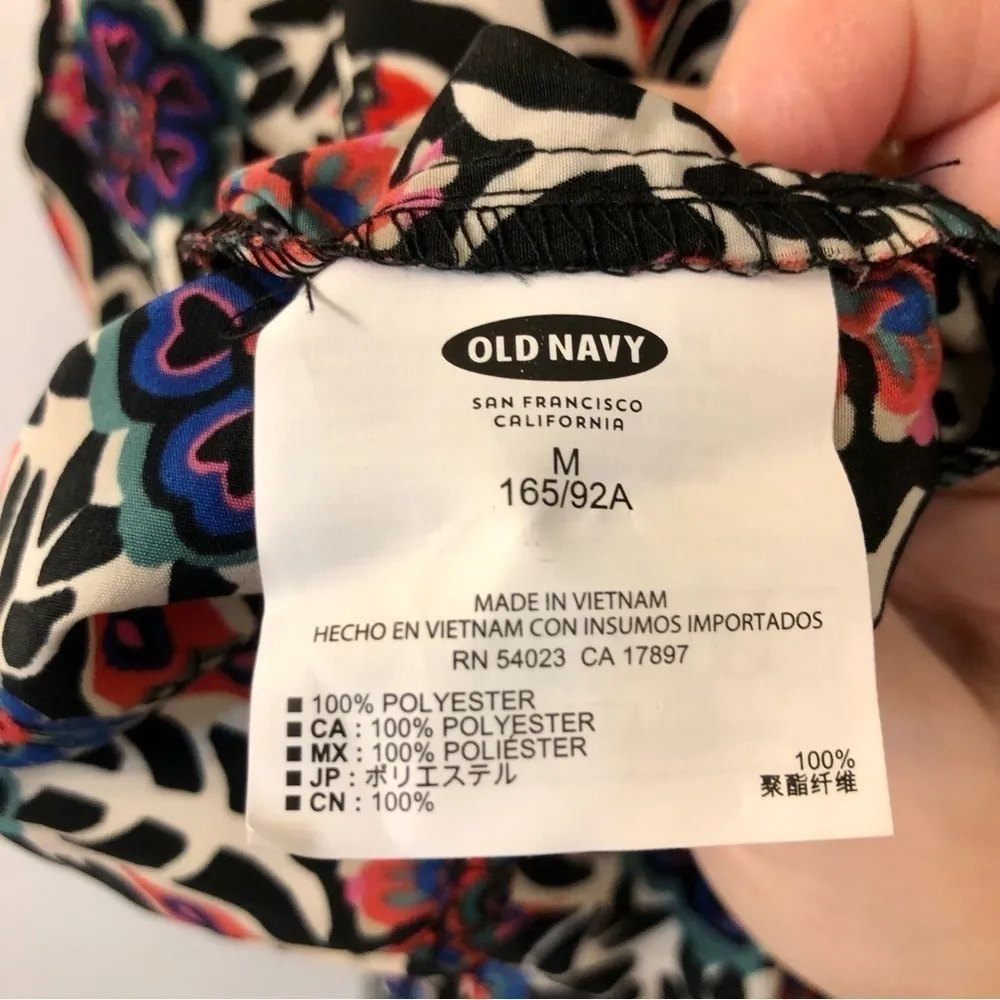 OLD NAVY
SAN FRANCISCO
CALIFORNIA
M
165/92A
MADE IN VIETNAM
HECHO EN VIETNAM CON INSUMOS IMPORTADOS
RN 54023 CA 17897
■ 100% POLYESTER
■ CA : 100% POLYESTER
■ MX : 100% POLIÉSTER
■ JP : ポリエステル 100%
■ CN : 100% 聚酯纤维